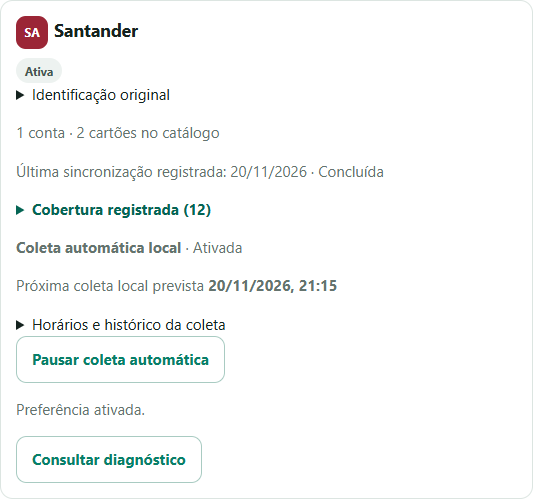 SA Santander
Ativa
▶ Identificação original
1 conta · 2 cartões no catálogo
Última sincronização registrada: 20/11/2026 · Concluída
▶ Cobertura registrada (12)
Coleta automática local · Ativada
Próxima coleta local prevista 20/11/2026, 21:15
▶ Horários e histórico da coleta
Pausar coleta automática
Preferência ativada.
Consultar diagnóstico